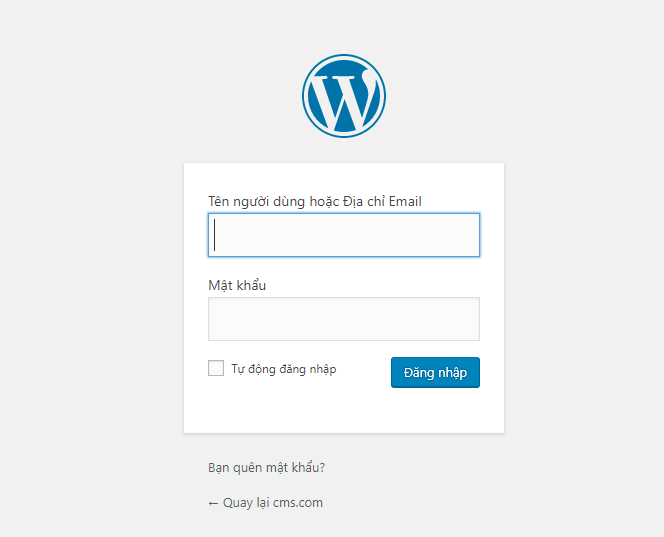 Tên người dùng hoặc Địa chỉ Email
Mật khẩu
Tự động đăng nhập
Đăng nhập
Bạn quên mật khẩu?
← Quay lại cms.com